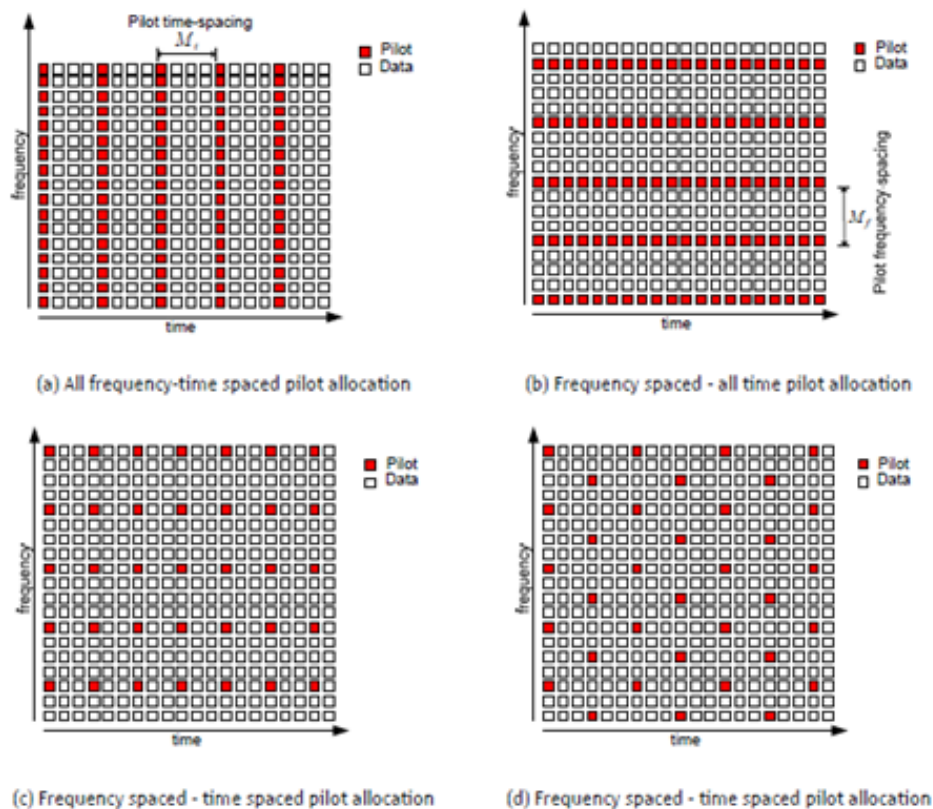 Pilot time-spacing
M_t
Pilot
Data
frequency
time
(a) All frequency-time spaced pilot allocation
Pilot
Data
frequency
M_f
Pilot frequency-spacing
time
(b) Frequency spaced - all time pilot allocation
Pilot
Data
frequency
time
(c) Frequency spaced - time spaced pilot allocation
Pilot
Data
frequency
time
(d) Frequency spaced - time spaced pilot allocation